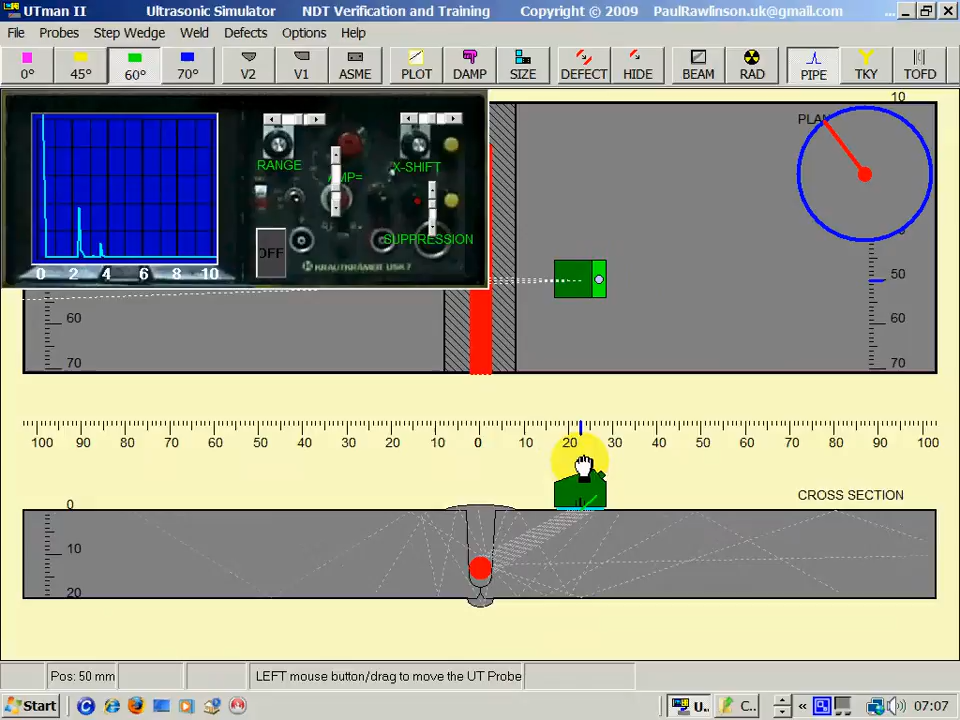 UTman II Ultrasonic Simulator NDT Verification and Training Copyright © 2009 PaulRawlinson.uk@gmail.com ...
File Probes Step Wedge Weld Defects Options Help
0° 45° 60° 70° V2 V1 ASME PLOT DAMP SIZE DEFECT HIDE BEAM RAD PIPE TKY TOFD
10
PLAN
RANGE
X-SHIFT
SUPPRESSION
OFF
KRAUTKRÄMER USK7
0 2 4 6 8 10
50
60 60
70 70
100 90 80 70 60 50 40 30 20 10 0 10 20 30 40 50 60 70 80 90 100
CROSS SECTION
0
10
20
Pos: 50 mm LEFT mouse button/drag to move the UT Probe
Start U.. C.. « 07:07